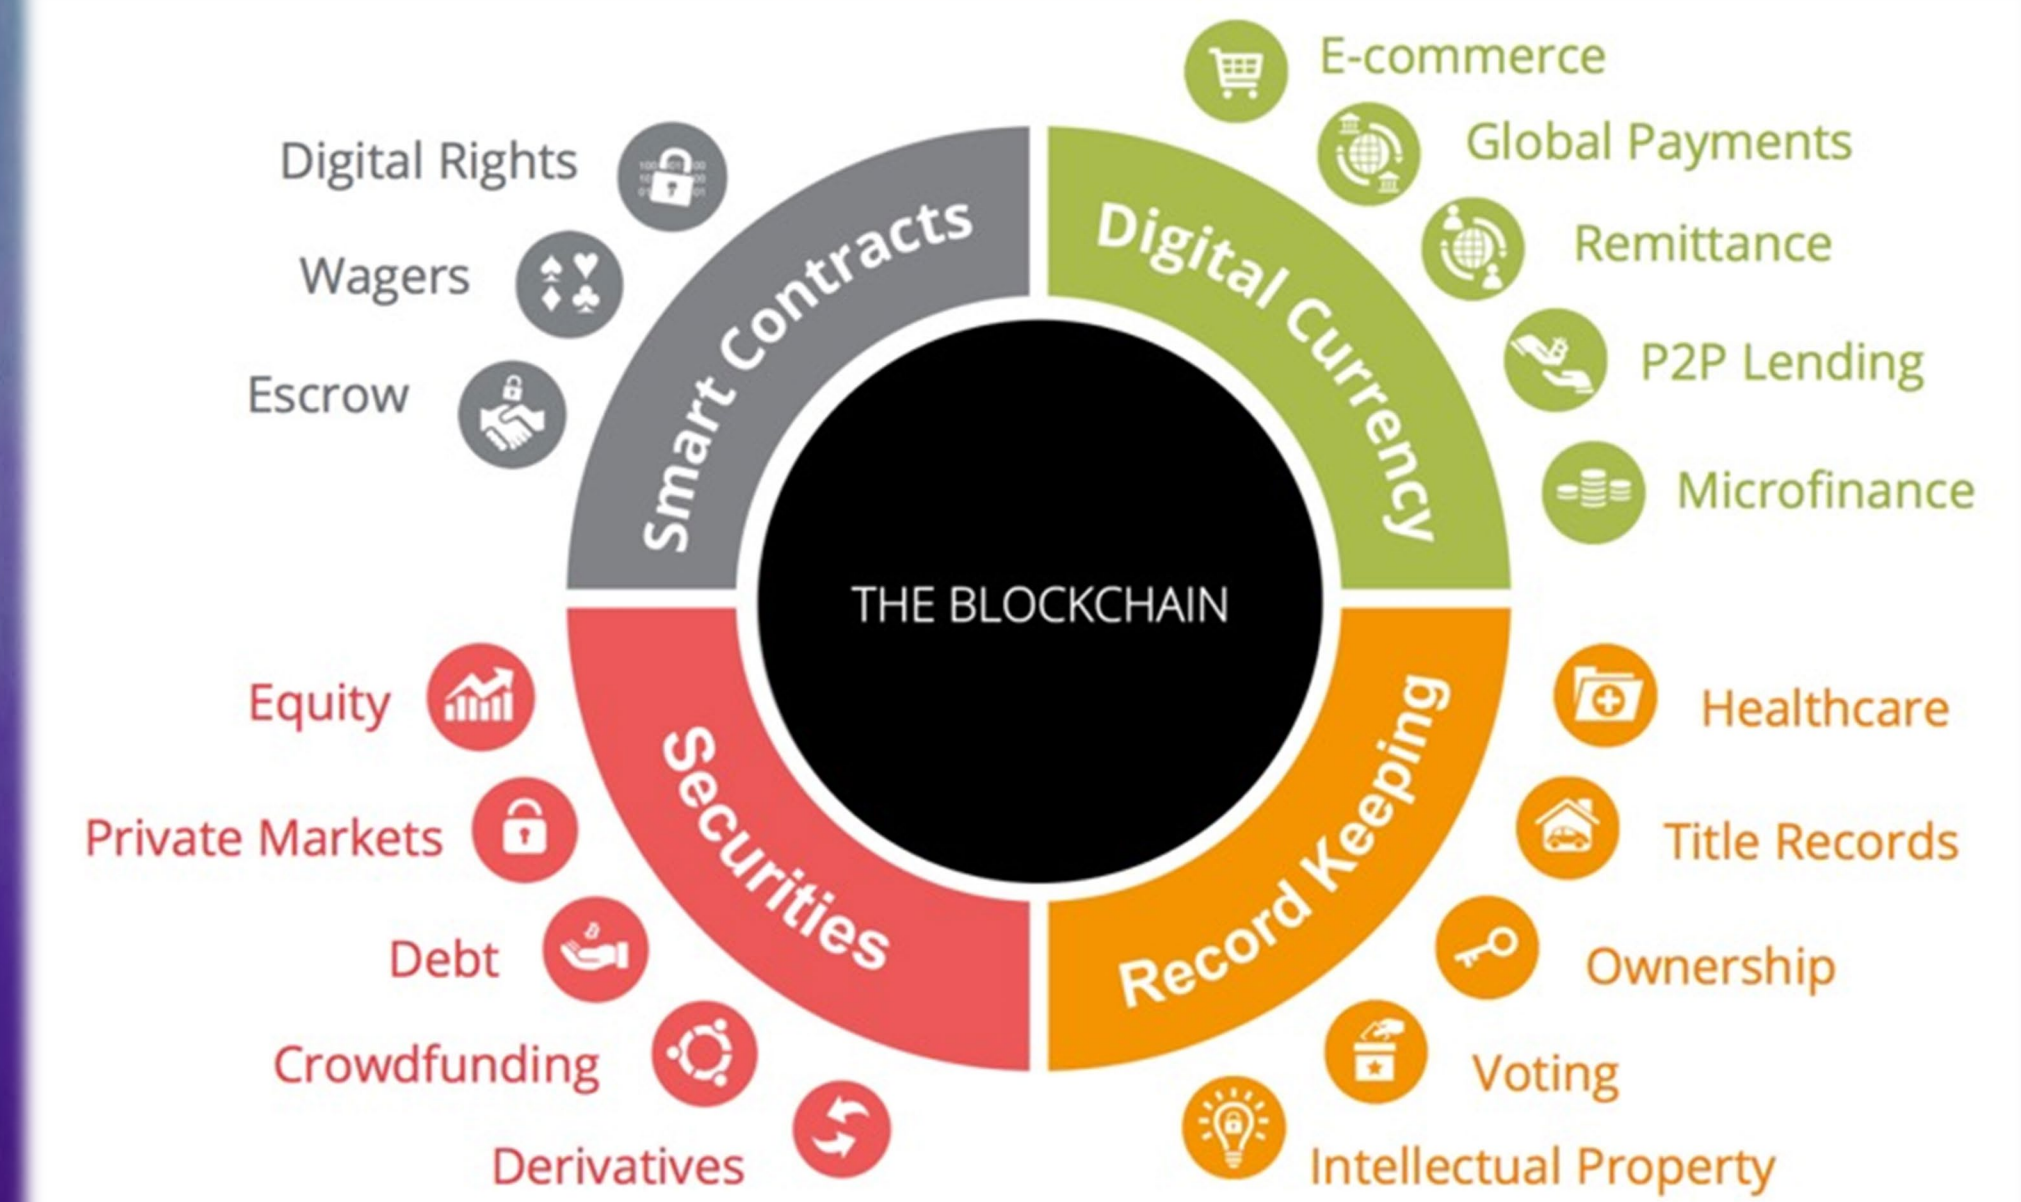 E-commerce
Global Payments
Remittance
P2P Lending
Microfinance
Digital Currency
Digital Rights
Wagers
Escrow
Smart Contracts
THE BLOCKCHAIN
Equity
Private Markets
Debt
Crowdfunding
Derivatives
Securities
Healthcare
Title Records
Ownership
Voting
Intellectual Property
Record Keeping